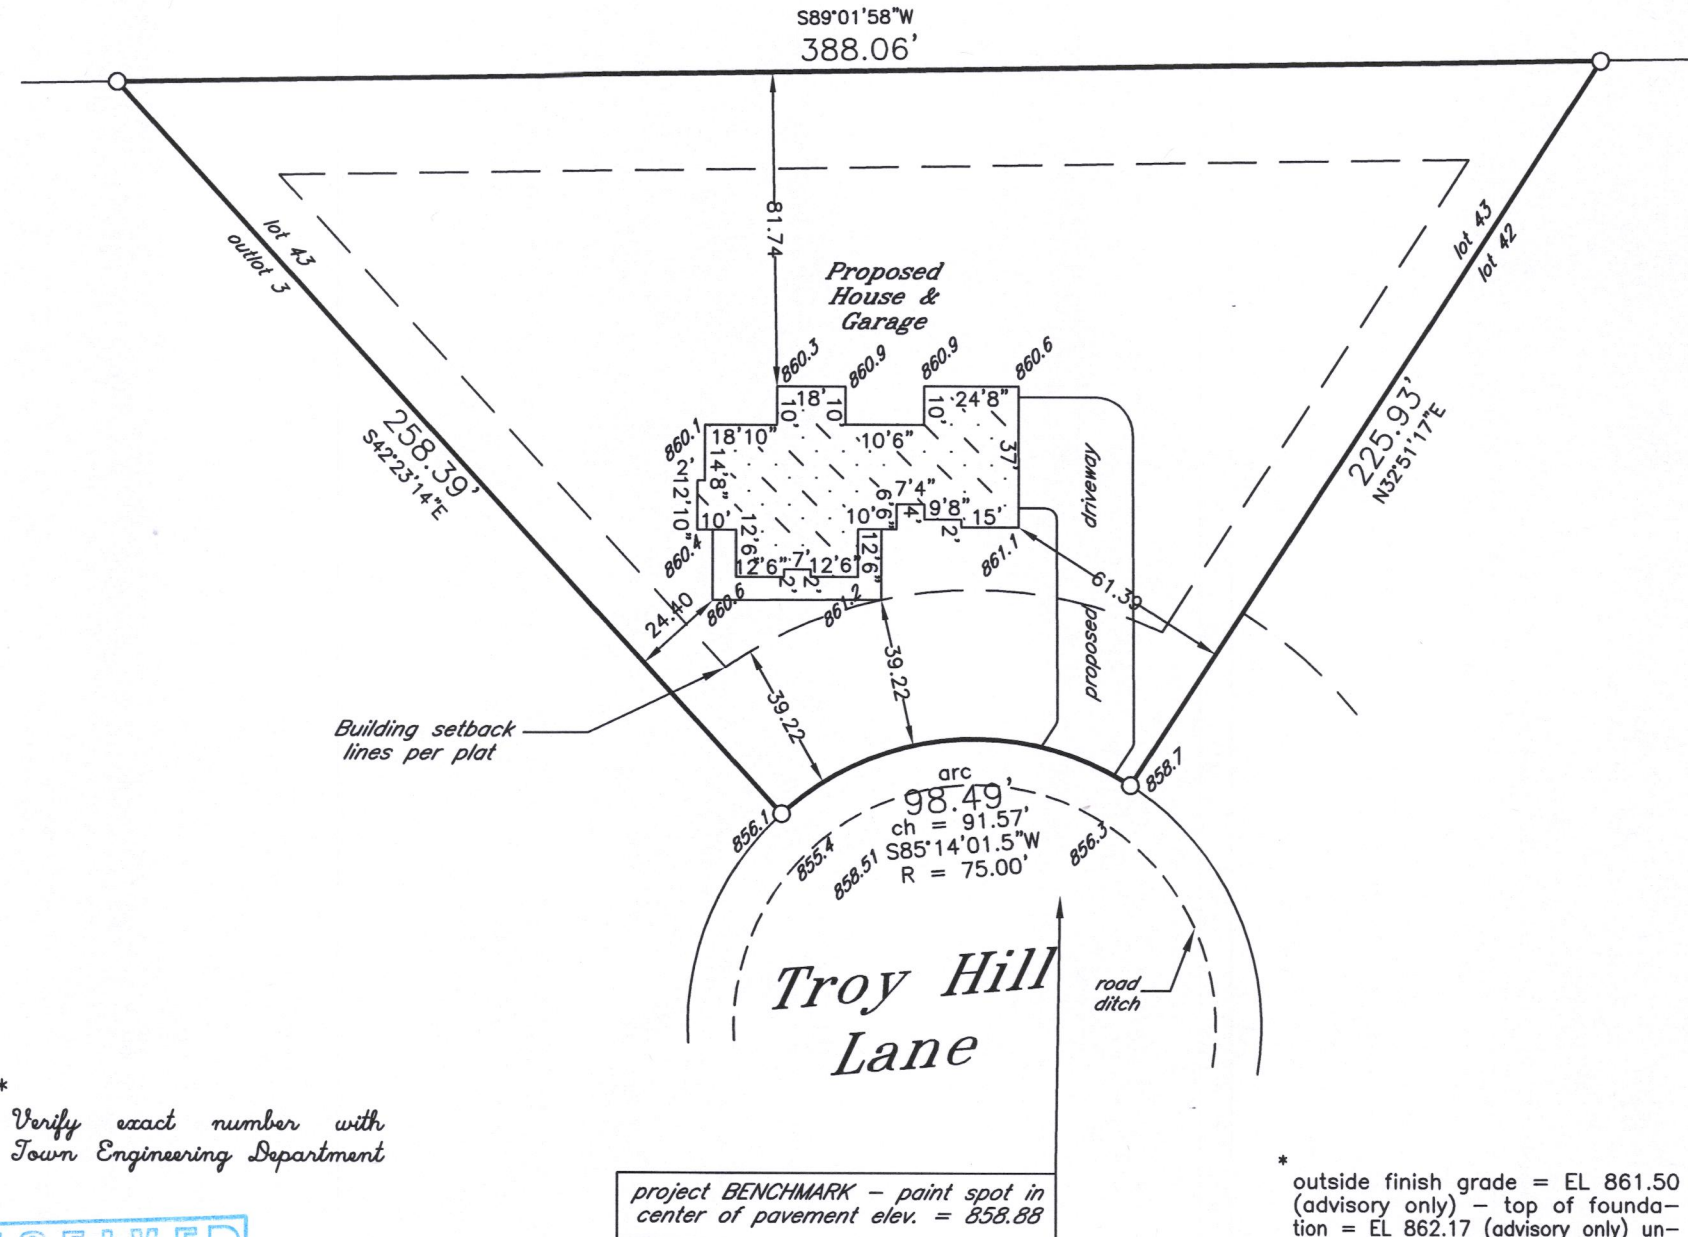 S89°01'58"W
388.06'
81.74
lot 43
outlot 3
lot 43
lot 42
Proposed
House &
Garage
860.3
860.9
860.9
860.6
18'
10'
10'
10'
24'8"
860.1
18'10"
10'6"
37'
2'
14'8"
12'10"
7'4"
9'8"
15'
4'
2'
10'
10'
6'6"
860.4
12'6"
12'6"
7'
12'6"
2'
2'
12'6"
861.1
860.6
861.2
258.39'
S42°23'14"E
225.93'
N32°51'17"E
driveway
proposed
61.39
24.40
39.22
39.22
Building setback
lines per plat
arc
98.49'
ch = 91.57'
S85°14'01.5"W
R = 75.00'
856.1
855.4
858.51
856.3
858.7
Troy Hill
Lane
road
ditch
*
Verify exact number with
Town Engineering Department
project BENCHMARK – paint spot in
center of pavement elev. = 858.88
*
outside finish grade = EL 861.50
(advisory only) – top of founda–
tion = EL 862.17 (advisory only) un–